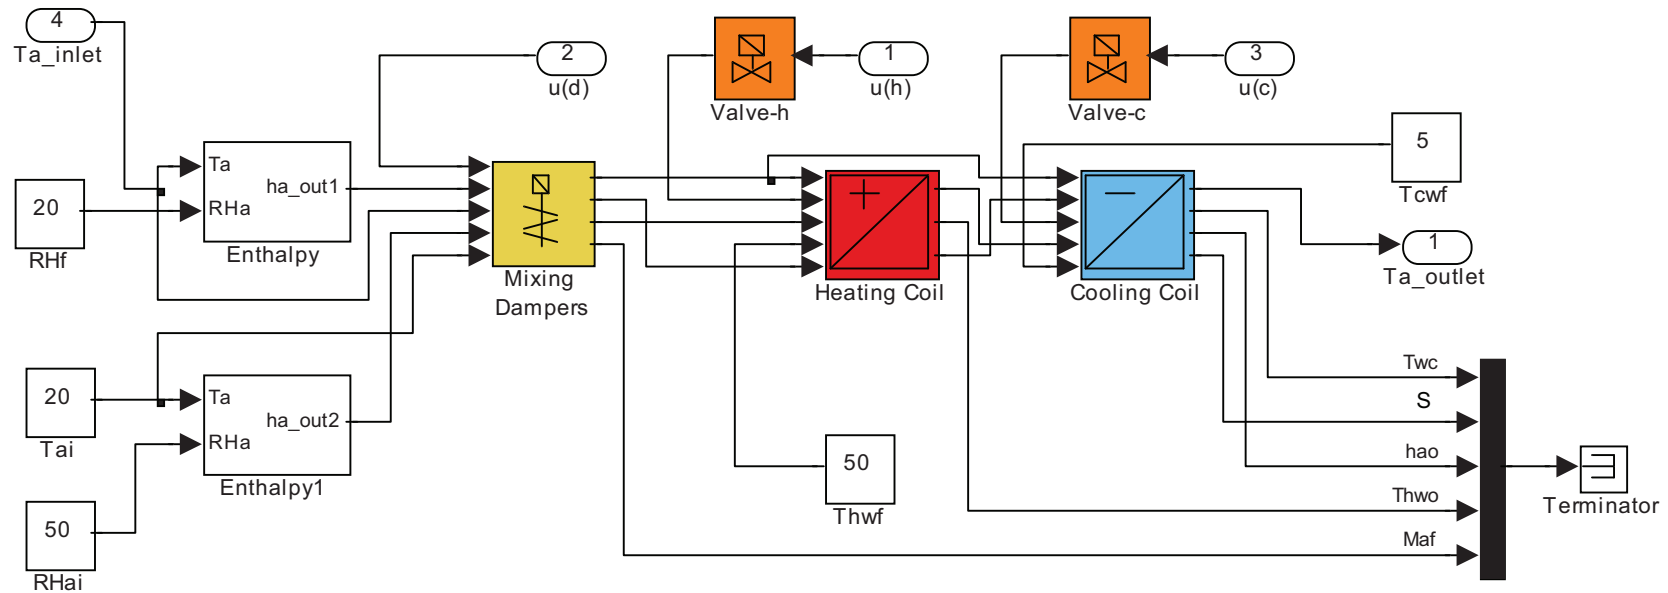 4
Ta_inlet
2
u(d)
Valve-h
1
u(h)
Valve-c
3
u(c)
5
Tcwf
20
RHf
Ta
RHa
ha_out1
Enthalpy
Mixing
Dampers
Heating Coil
Cooling Coil
1
Ta_outlet
20
Tai
Ta
RHa
ha_out2
Enthalpy1
50
RHai
50
Thwf
Twc
S
hao
Thwo
Maf
Terminator